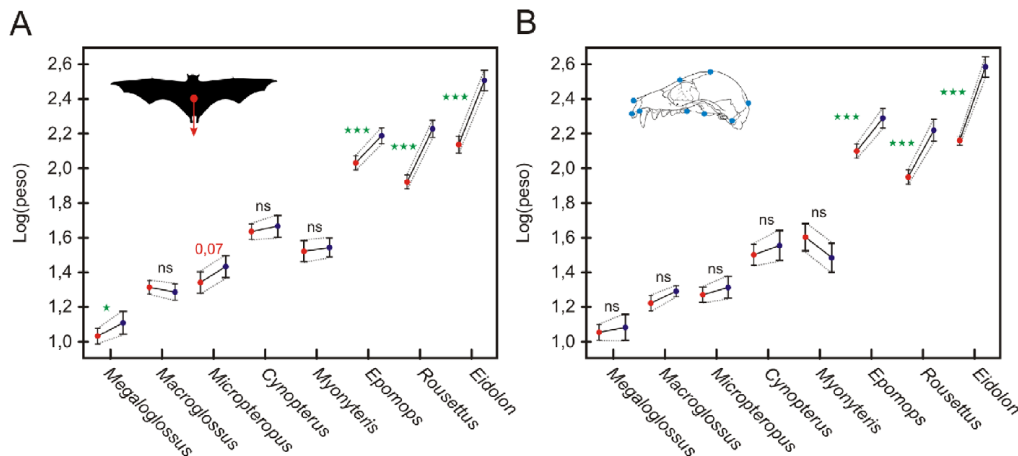 A
Log(peso)
2,6
2,4
2,2
2,0
1,8
1,6
1,4
1,2
1,0
★
ns
0,07
ns
ns
★★★
★★★
★★★
Megaloglossus
Macroglossus
Micropteropus
Cynopterus
Myonyteris
Epomops
Rousettus
Eidolon
B
Log(peso)
2,6
2,4
2,2
2,0
1,8
1,6
1,4
1,2
1,0
ns
ns
ns
ns
ns
★★★
★★★
★★★
Megaloglossus
Macroglossus
Micropteropus
Cynopterus
Myonyteris
Epomops
Rousettus
Eidolon